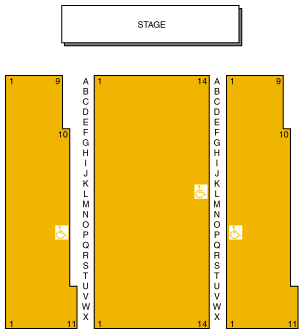 STAGE
1 9 A 1 14 A 1 9
B B
C C
D D
E E
10 F F 10
G G
H H
I I
J J
K K
L L
M M
N N
O O
P P
Q Q
R R
S S
T T
U U
V V
W W
1 11 X 1 14 X 1 11